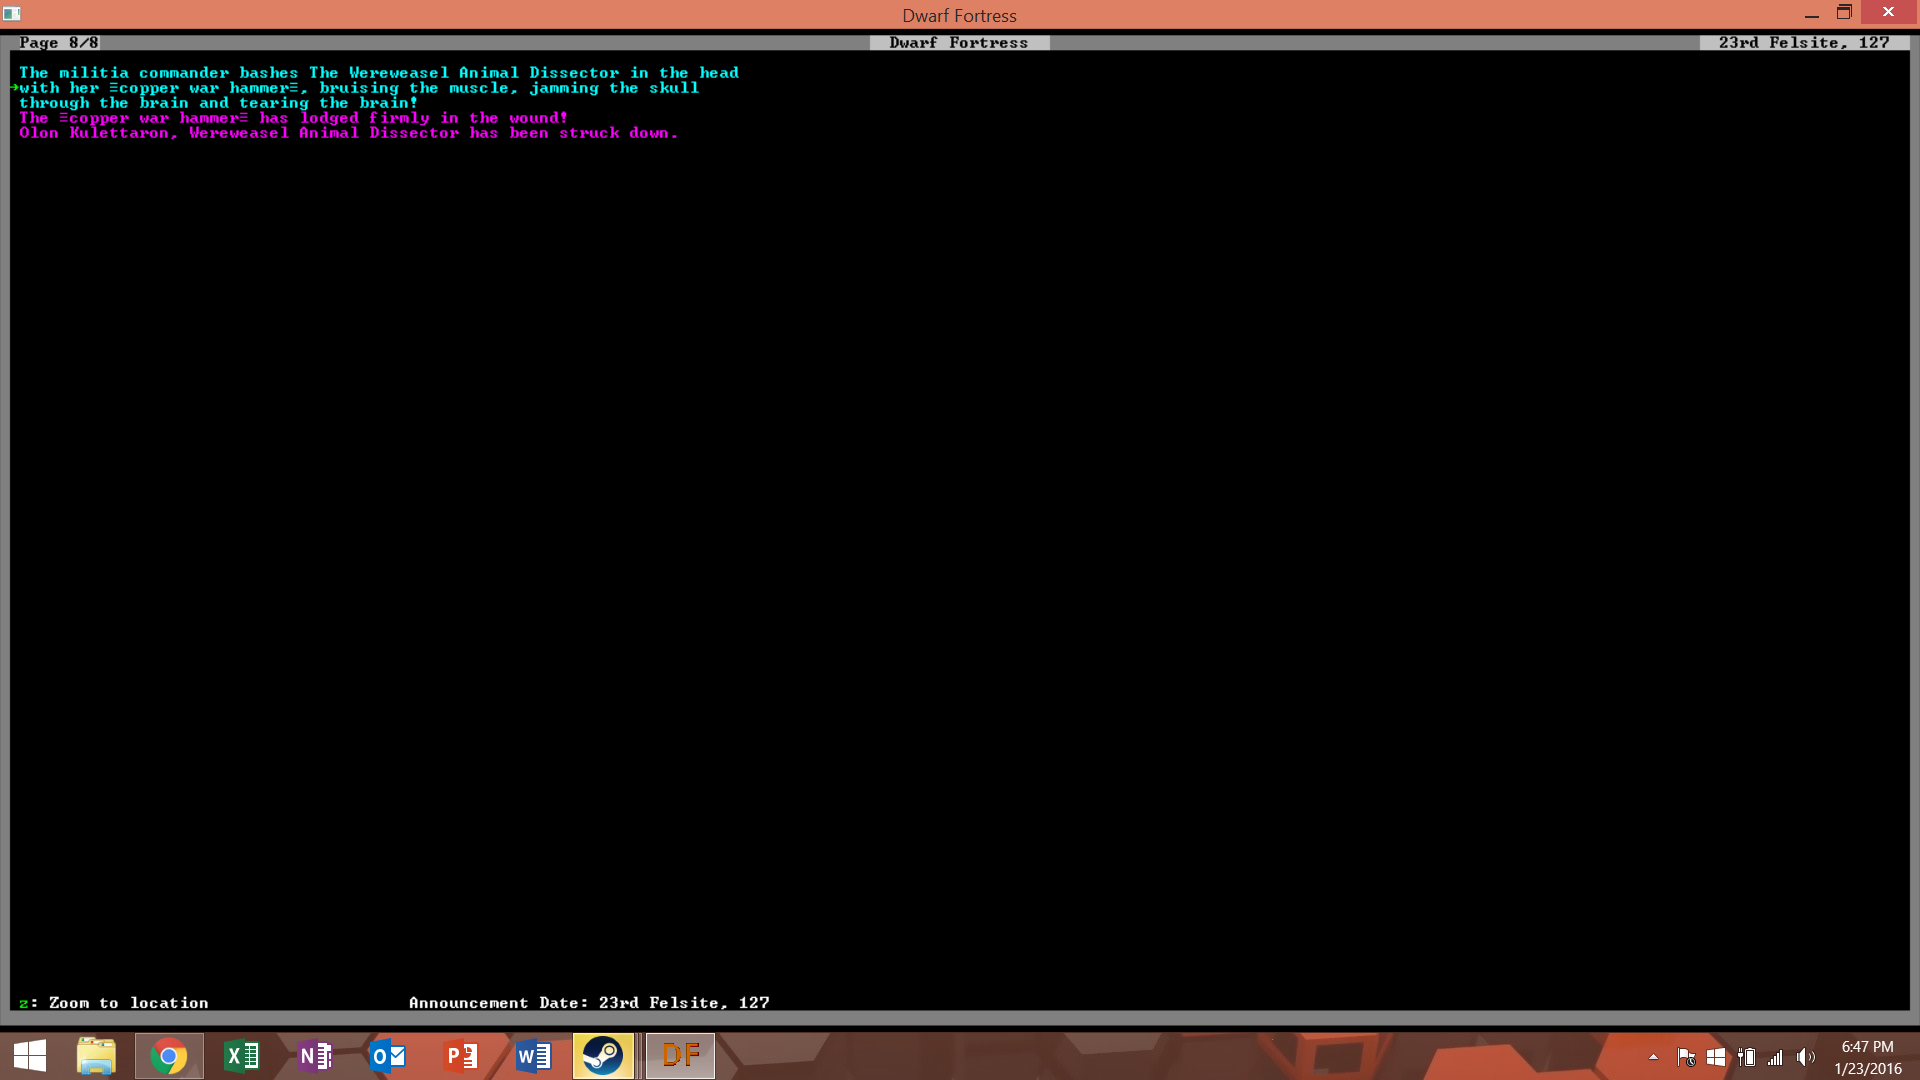 Dwarf Fortress
Page 8/8 Dwarf Fortress 23rd Felsite, 127
The militia commander bashes The Wereweasel Animal Dissector in the head
→with her ≡copper war hammer≡, bruising the muscle, jamming the skull
through the brain and tearing the brain!
The ≡copper war hammer≡ has lodged firmly in the wound!
Olon Kulettaron, Wereweasel Animal Dissector has been struck down.
z: Zoom to location Announcement Date: 23rd Felsite, 127
X N O P W DF
6:47 PM
1/23/2016